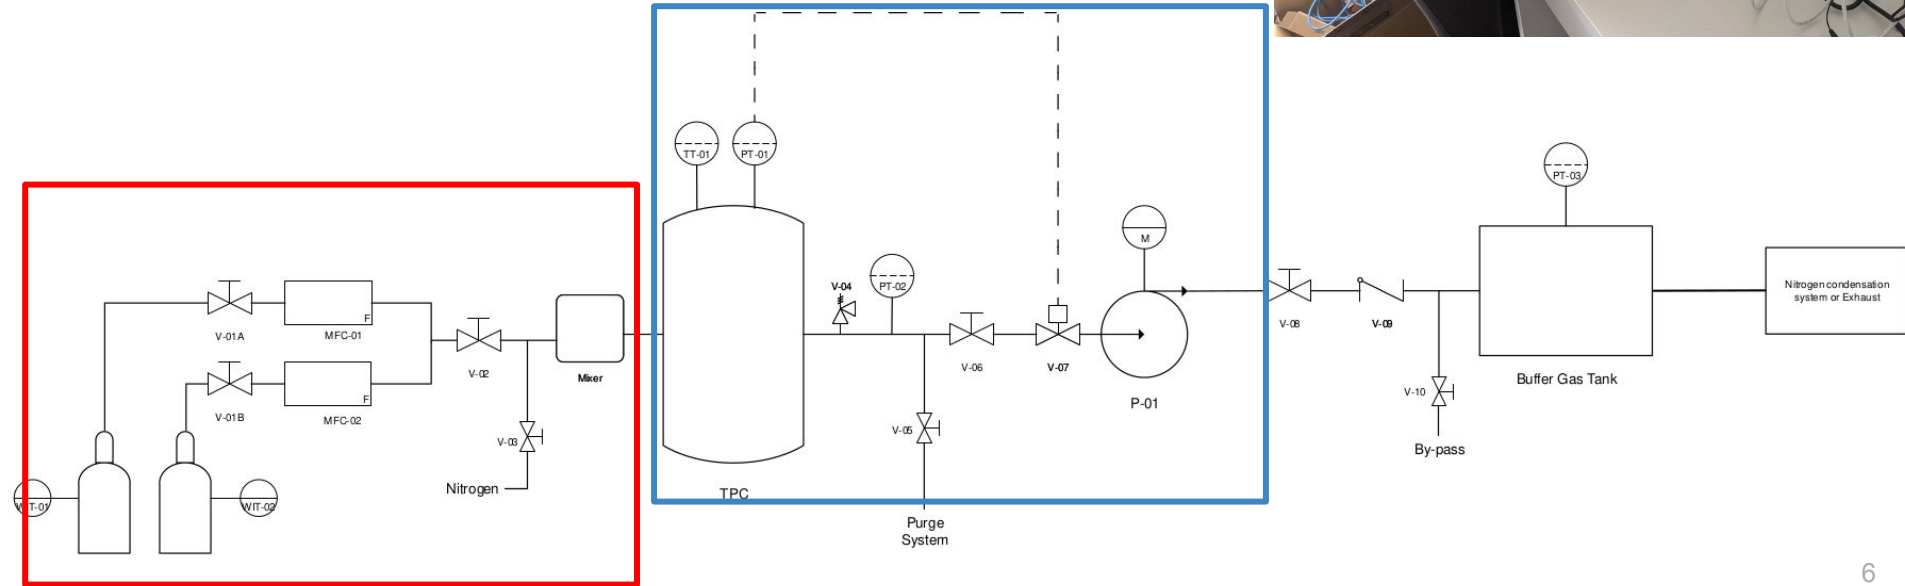 TT-01
PT-01
PT-03
M
PT-02
V-04
V-01A
MFC-01
F
V-02
Mixer
V-06
V-07
P-01
V-08
V-09
Nitrogen condensation
system or Exhaust
Buffer Gas Tank
V-01B
MFC-02
F
V-03
Nitrogen
V-05
V-10
By-pass
WIT-01
WIT-02
TPC
Purge
System
6